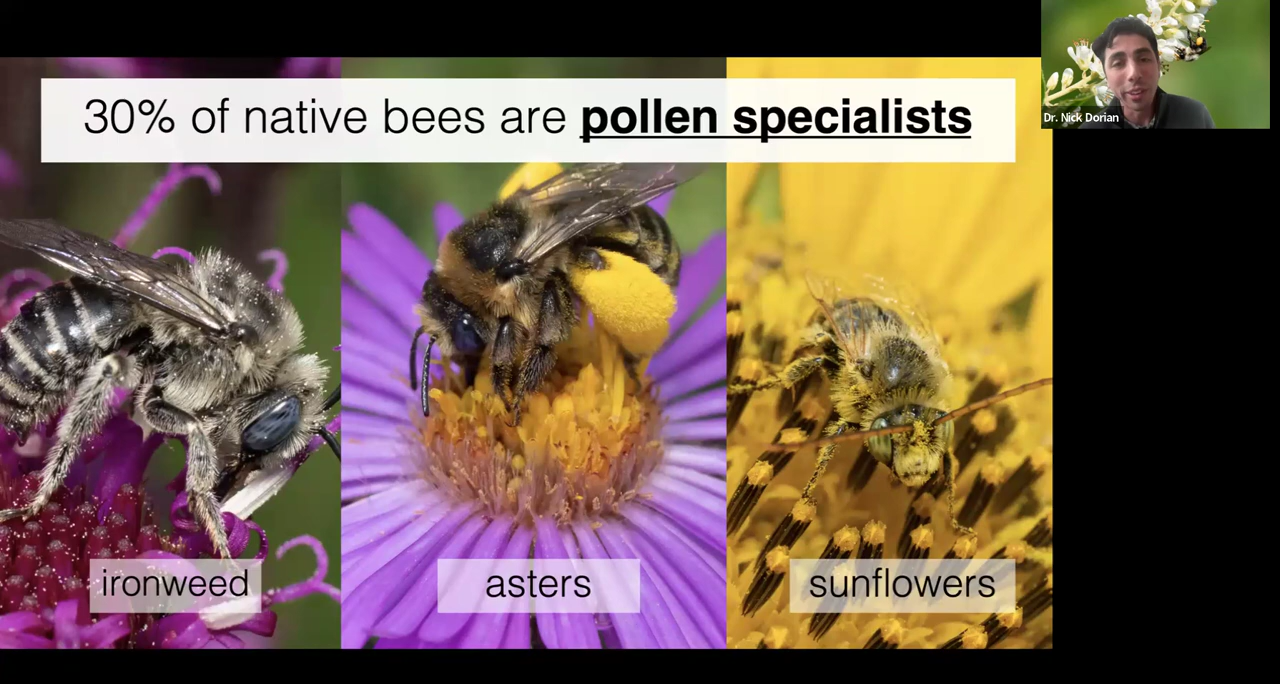 30% of native bees are pollen specialists
Dr. Nick Dorian
ironweed
asters
sunflowers